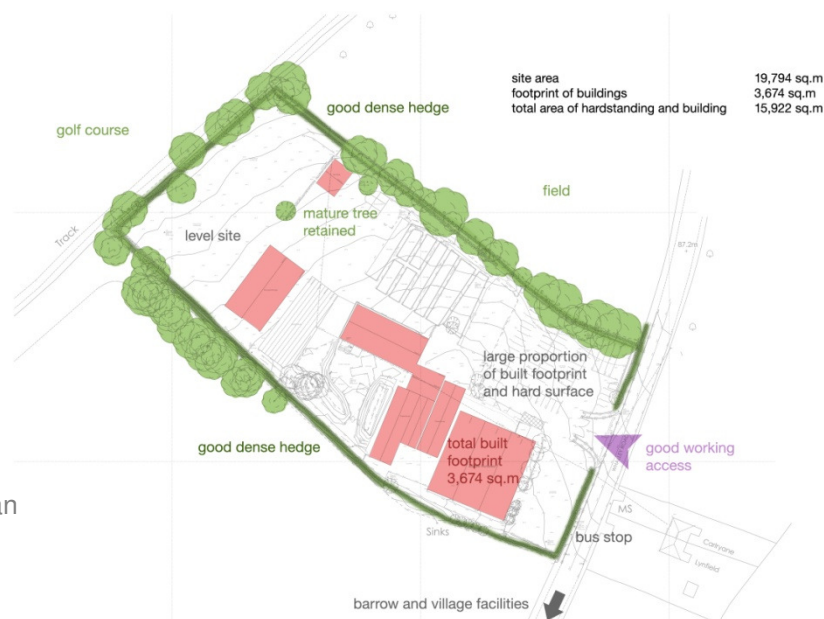 site area 19,794 sq.m
footprint of buildings 3,674 sq.m
total area of hardstanding and building 15,922 sq.m
good dense hedge
golf course
field
mature tree
retained
Track
level site
87.2m
large proportion
of built footprint
and hard surface
total built
footprint
3,674 sq.m
good working
access
good dense hedge
an
MS
Sinks
bus stop
Corryane
Lynfield
barrow and village facilities